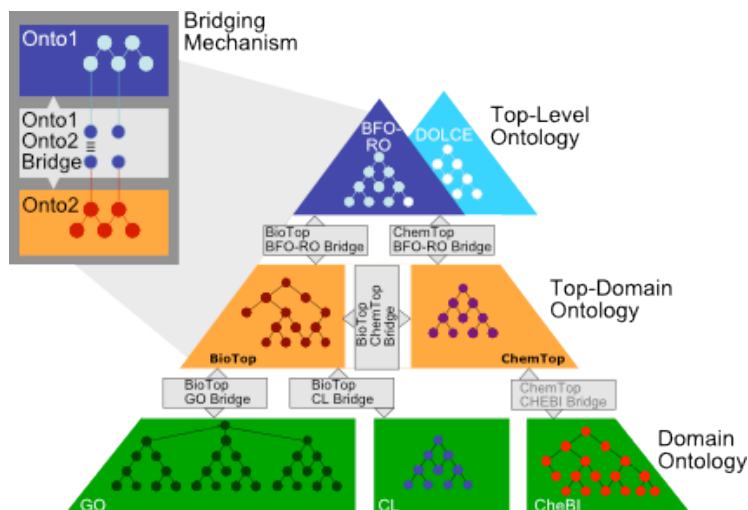 Bridging
Mechanism
Onto1
Onto1
Onto2
≡
Bridge
Onto2
BFO-
RO
DOLCE
Top-Level
Ontology
BioTop
BFO-RO Bridge
ChemTop
BFO-RO Bridge
BioTop
ChemTop
Bridge
BioTop
ChemTop
Top-Domain
Ontology
BioTop
GO Bridge
BioTop
CL Bridge
ChemTop
CHEBI Bridge
Domain
Ontology
GO
CL
CheBI